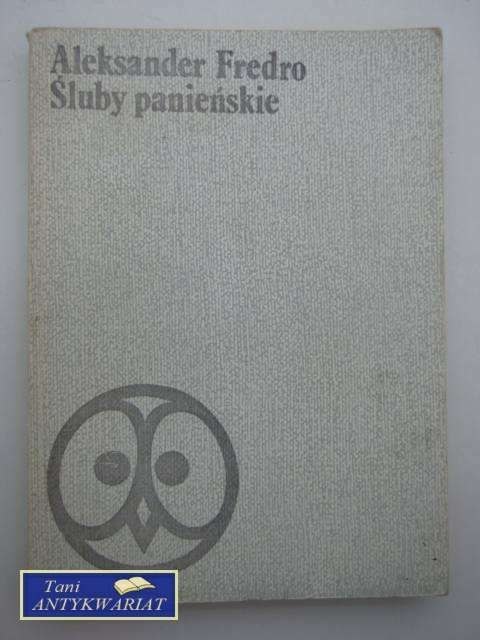 Aleksander Fredro
Śluby panieńskie
Tani
ANTYKWARIAT